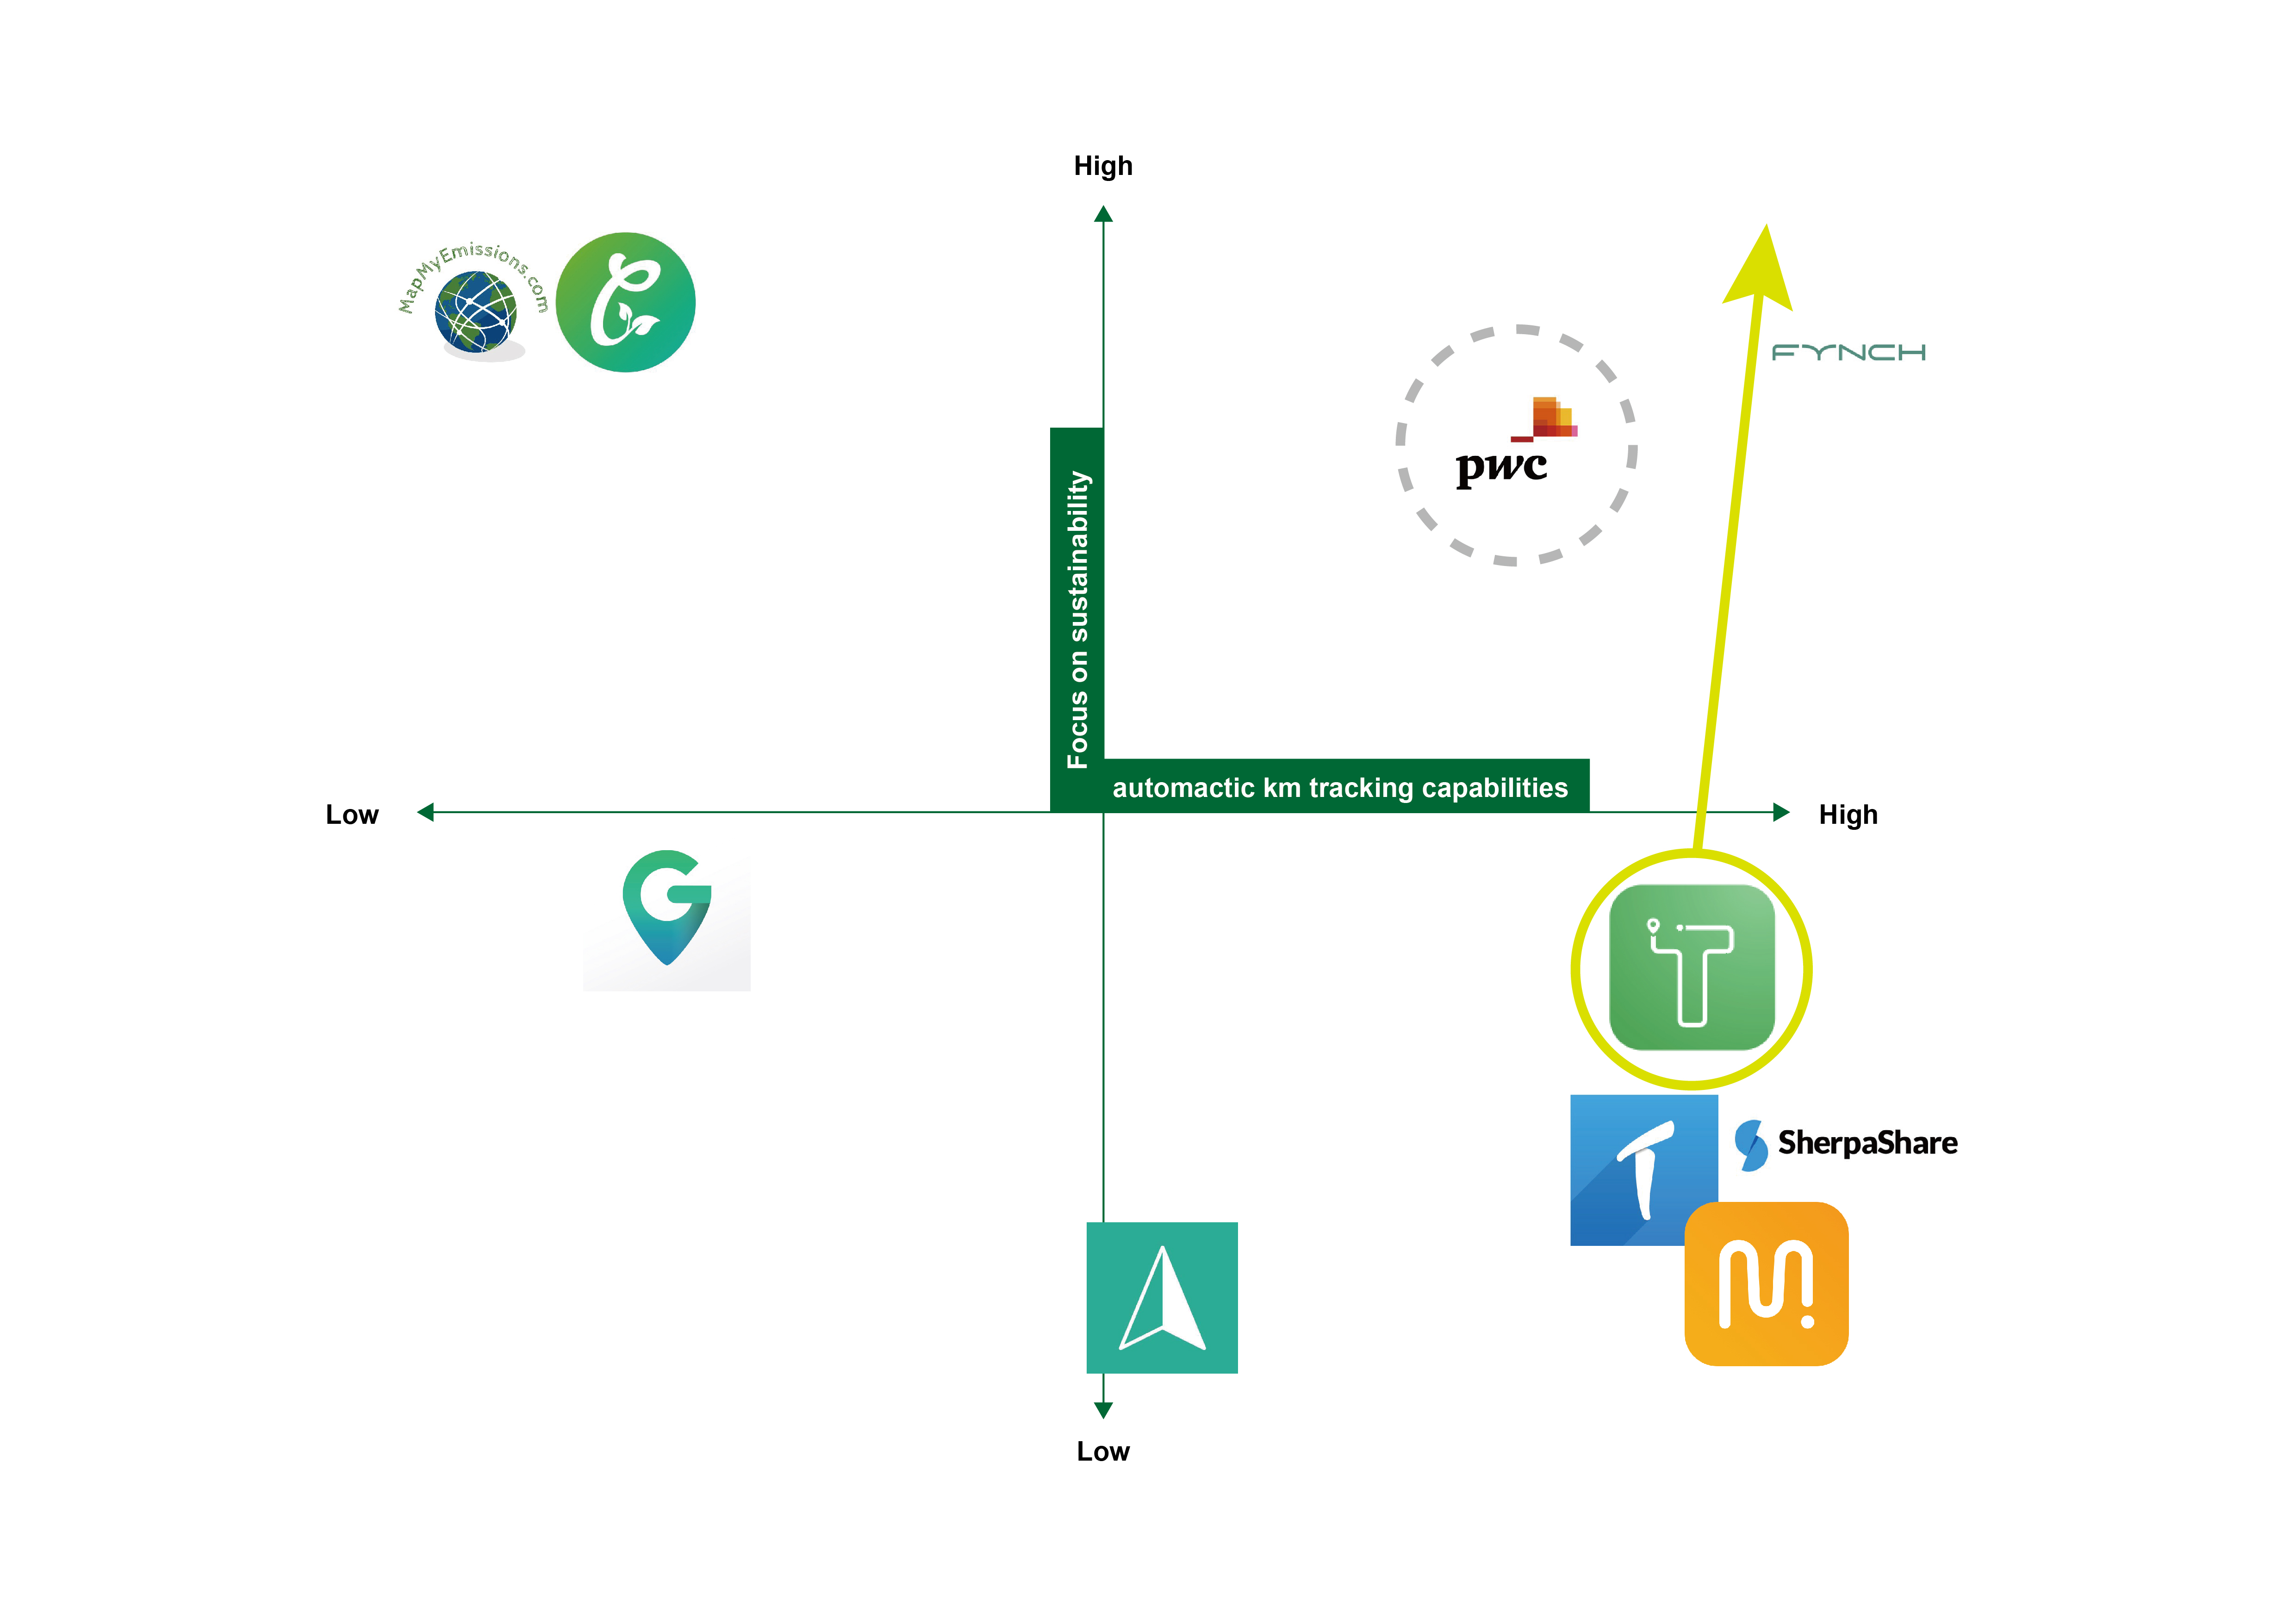 High
MapMyEmissions.com
FYNCH
pwc
Focus on sustainability
automactic km tracking capabilities
Low
High
SherpaShare
Low